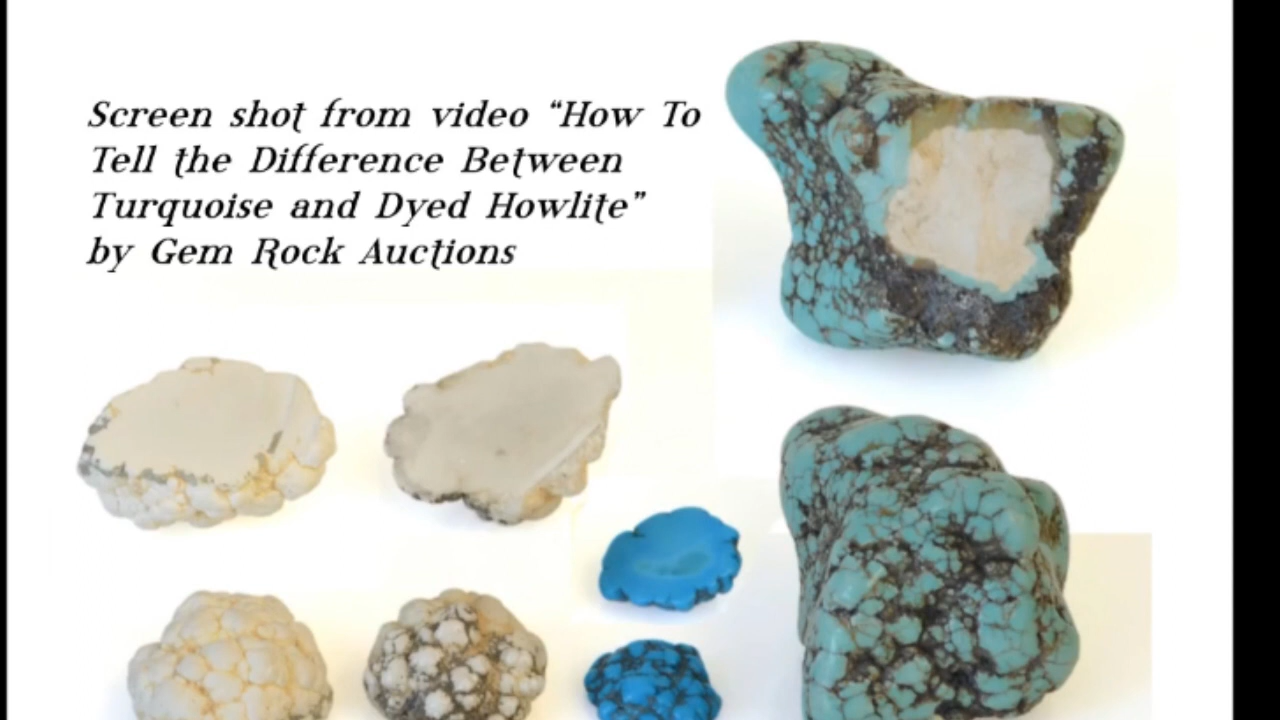 Screen shot from video “How To
Tell the Difference Between
Turquoise and Dyed Howlite”
by Gem Rock Auctions